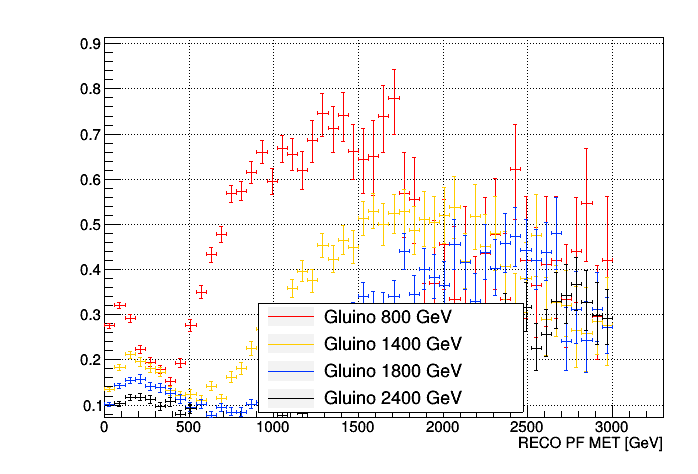 0.9
0.8
0.7
0.6
0.5
0.4
0.3
0.2
0.1
Gluino 800 GeV
Gluino 1400 GeV
Gluino 1800 GeV
Gluino 2400 GeV
0 500 1000 1500 2000 2500 3000
RECO PF MET [GeV]